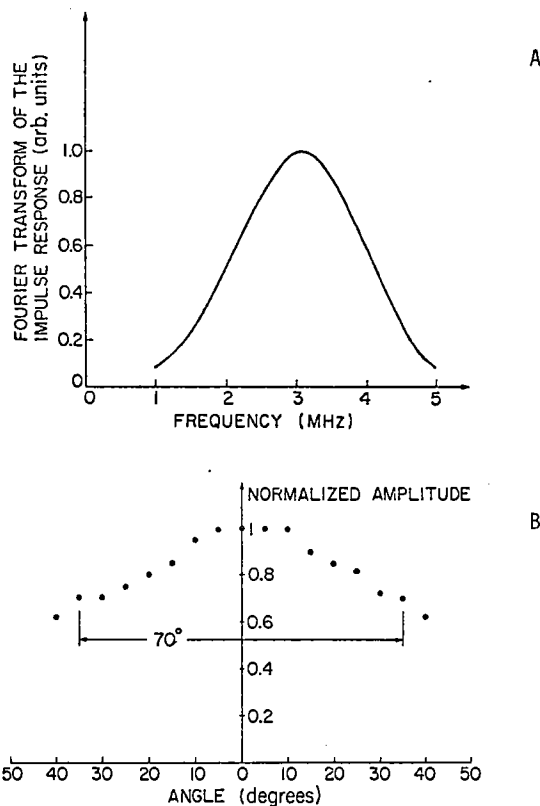 A
FOURIER TRANSFORM OF THE
IMPULSE RESPONSE (arb. units)
1.0
0.8
0.6
0.4
0.2
0
0 1 2 3 4 5
FREQUENCY (MHz)
B
NORMALIZED AMPLITUDE
1
0.8
0.6
70°
0.4
0.2
50 40 30 20 10 0 10 20 30 40 50
ANGLE (degrees)